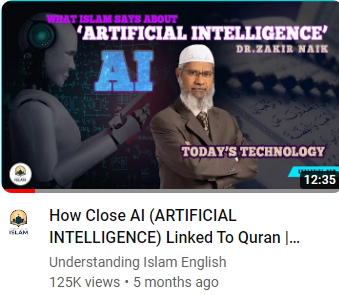 WHAT ISLAM SAYS ABOUT
'ARTIFICIAL INTELLIGENCE'
DR.ZAKIR NAIK
AI
TODAY'S TECHNOLOGY
ISLAM
12:35
ISLAM
How Close AI (ARTIFICIAL
INTELLIGENCE) Linked To Quran |...
Understanding Islam English
125K views • 5 months ago